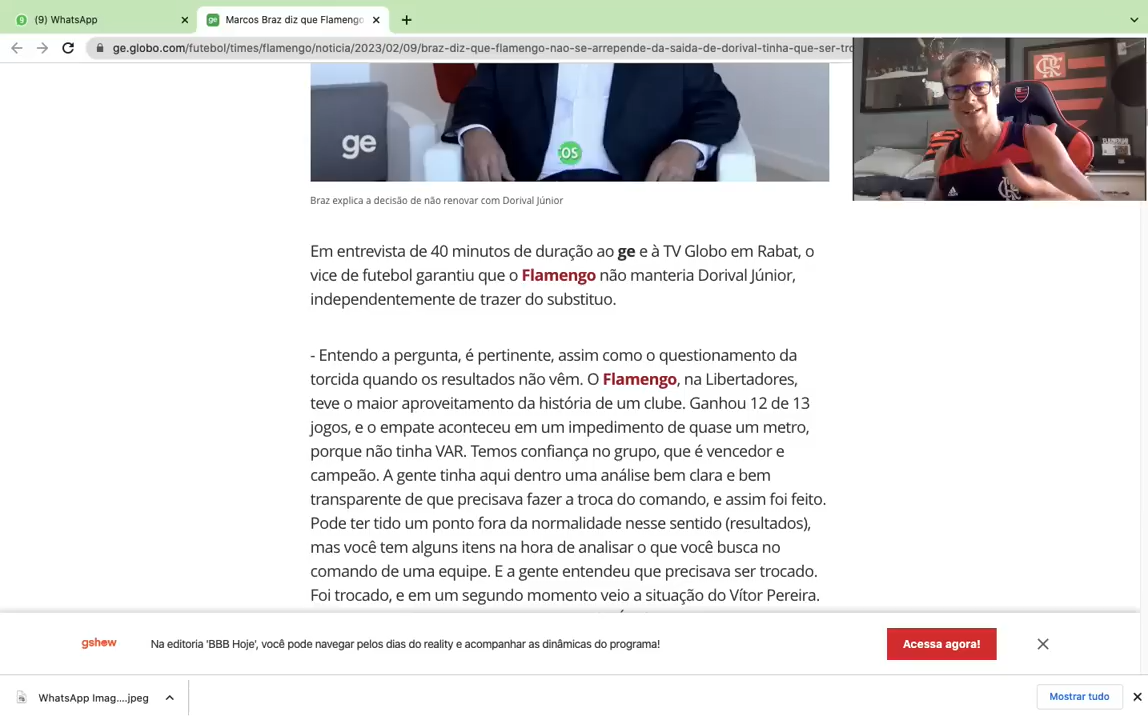 (9) WhatsApp
Marcos Braz diz que Flamengo
ge.globo.com/futebol/times/flamengo/noticia/2023/02/09/braz-diz-que-flamengo-nao-se-arrepende-da-saida-de-dorival-tinha-que-ser-tro
ge
OS
Braz explica a decisão de não renovar com Dorival Júnior
Em entrevista de 40 minutos de duração ao ge e à TV Globo em Rabat, o
vice de futebol garantiu que o Flamengo não manteria Dorival Júnior,
independentemente de trazer do substituo.
- Entendo a pergunta, é pertinente, assim como o questionamento da
torcida quando os resultados não vêm. O Flamengo, na Libertadores,
teve o maior aproveitamento da história de um clube. Ganhou 12 de 13
jogos, e o empate aconteceu em um impedimento de quase um metro,
porque não tinha VAR. Temos confiança no grupo, que é vencedor e
campeão. A gente tinha aqui dentro uma análise bem clara e bem
transparente de que precisava fazer a troca do comando, e assim foi feito.
Pode ter tido um ponto fora da normalidade nesse sentido (resultados),
mas você tem alguns itens na hora de analisar o que você busca no
comando de uma equipe. E a gente entendeu que precisava ser trocado.
Foi trocado, e em um segundo momento veio a situação do Vítor Pereira.
gshow
Na editoria 'BBB Hoje', você pode navegar pelos dias do reality e acompanhar as dinâmicas do programa!
Acessa agora!
WhatsApp Imag....jpeg
Mostrar tudo